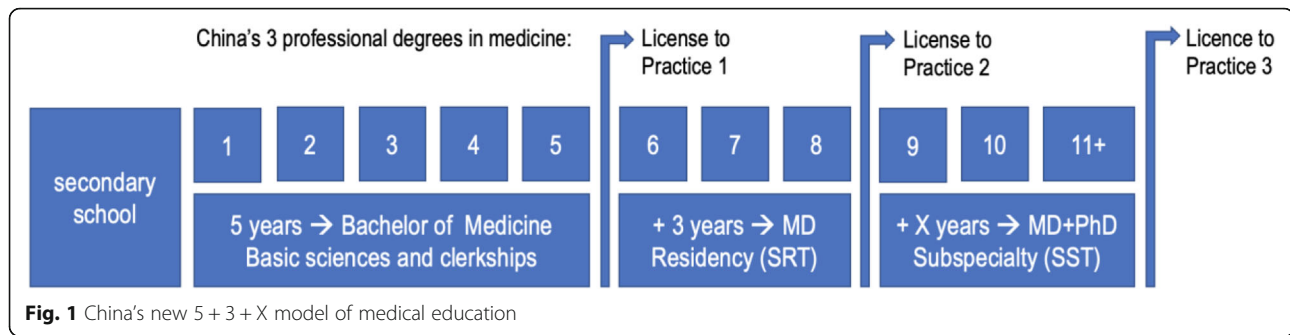 China's 3 professional degrees in medicine:
License to
Practice 1
License to
Practice 2
Licence to
Practice 3
secondary
school
1
2
3
4
5
6
7
8
9
10
11+
5 years → Bachelor of Medicine
Basic sciences and clerkships
+ 3 years → MD
Residency (SRT)
+ X years → MD+PhD
Subspecialty (SST)
Fig. 1 China's new 5 + 3 + X model of medical education